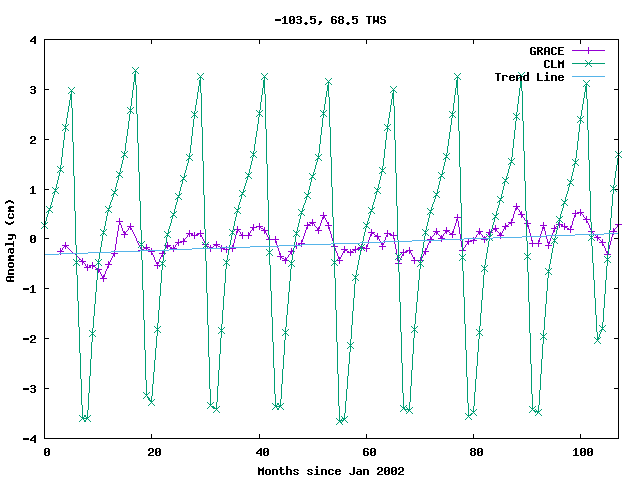 -103.5, 68.5 TWS
GRACE
CLM
Trend Line
4
3
2
1
0
-1
-2
-3
-4
Anomaly (cm)
0 20 40 60 80 100
Months since Jan 2002